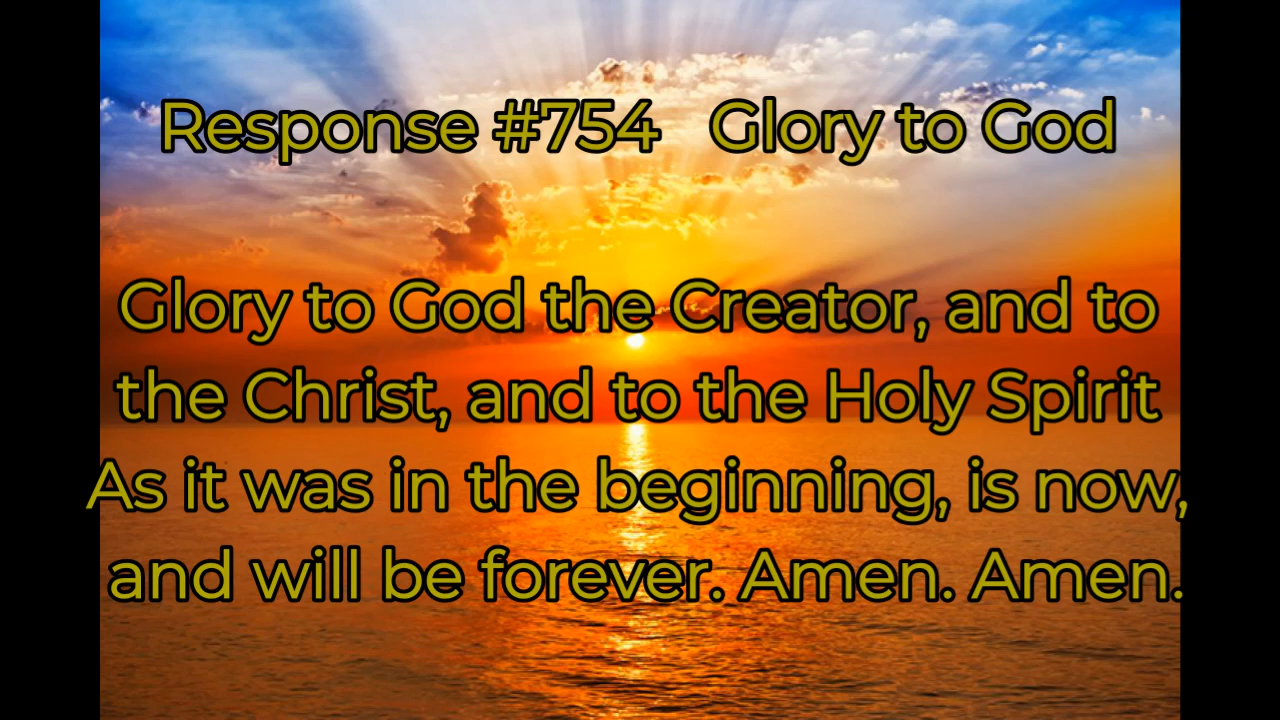 Response #754 Glory to God
Glory to God the Creator, and to
the Christ, and to the Holy Spirit
As it was in the beginning, is now,
and will be forever. Amen. Amen.